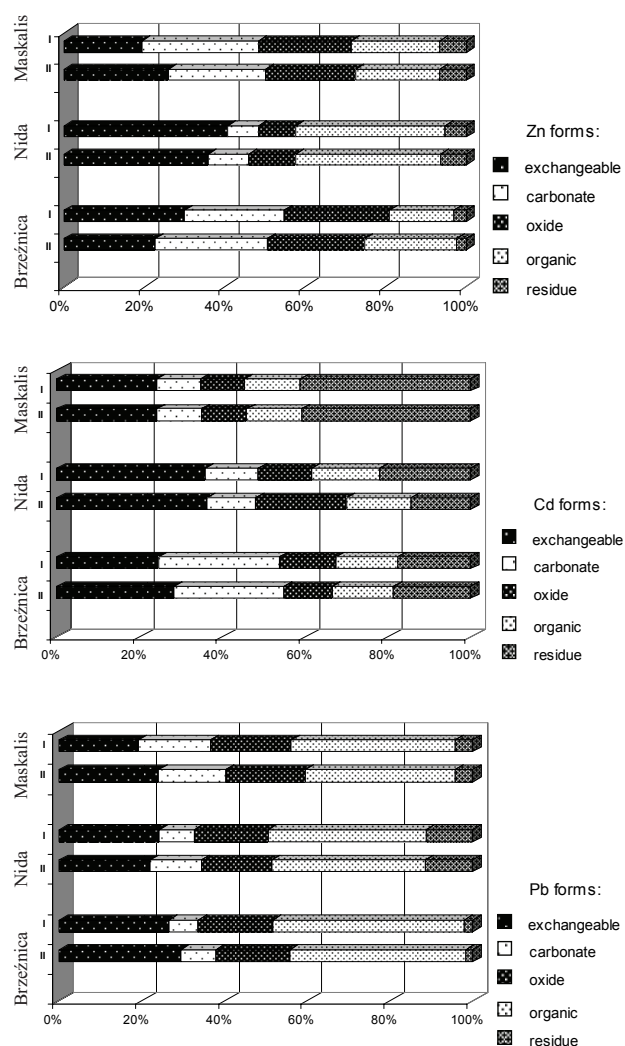 Maskalis
I
II
Nida
I
II
Brzeźnica
I
II
0% 20% 40% 60% 80% 100%
Zn forms:
excheangeable
carbonate
oxide
organic
residue
Maskalis
I
II
Nida
I
II
Brzeźnica
I
II
0% 20% 40% 60% 80% 100%
Cd forms:
exchangeable
carbonate
oxide
organic
residue
Maskalis
I
II
Nida
I
II
Brzeźnica
I
II
0% 20% 40% 60% 80% 100%
Pb forms:
exchangeable
carbonate
oxide
organic
residue